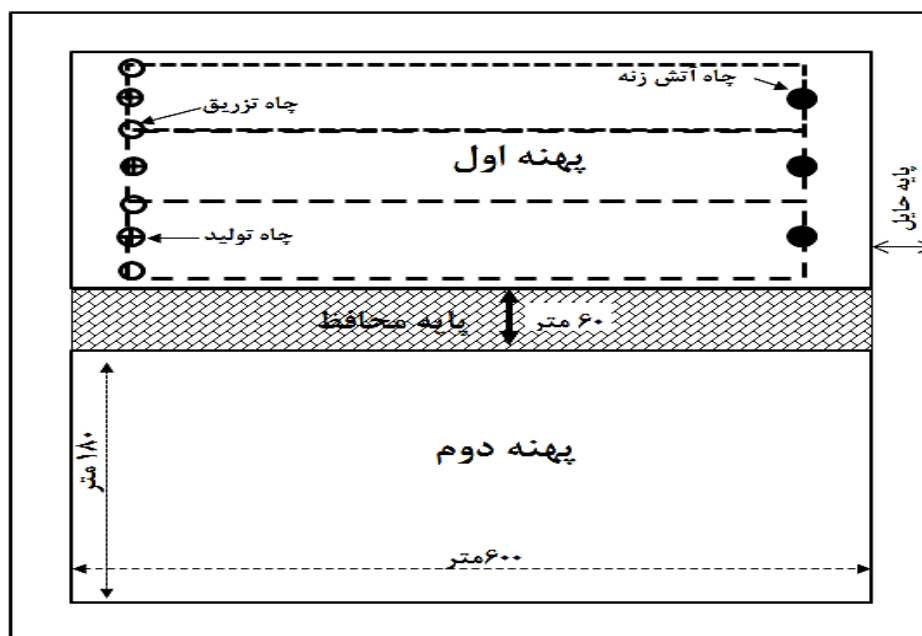 چاه آتش زنه
چاه تزریق
پهنه اول
پایه حایل
چاه تولید
پایه محافظ
۶۰ متر
پهنه دوم
۱۸۰ متر
۶۰۰متر